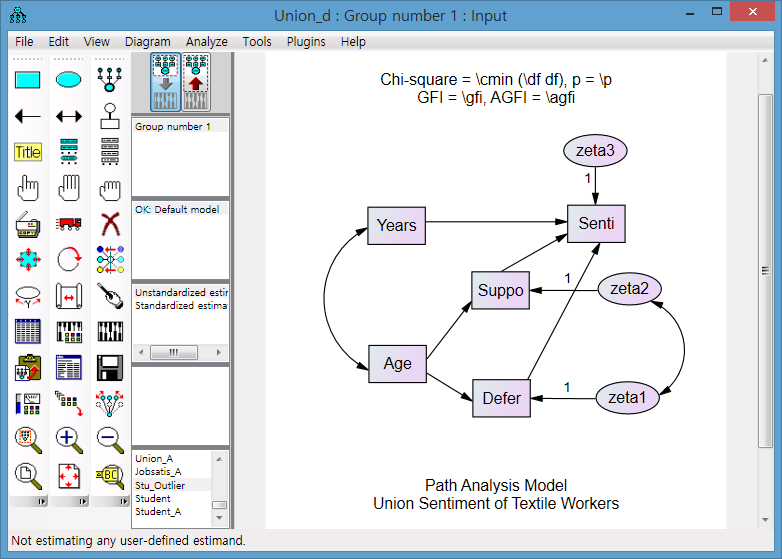 Union_d : Group number 1 : Input
File Edit View Diagram Analyze Tools Plugins Help
Title
Group number 1
OK: Default model
Unstandardized estir
Standardized estima
Union_A
Jobsatis_A
Stu_Outlier
Student
Student_A
Chi-square = \cmin (\df df), p = \p
GFI = \gfi, AGFI = \agfi
zeta3
1
Years
Senti
Suppo
1
zeta2
Age
Defer
1
zeta1
Path Analysis Model
Union Sentiment of Textile Workers
Not estimating any user-defined estimand.